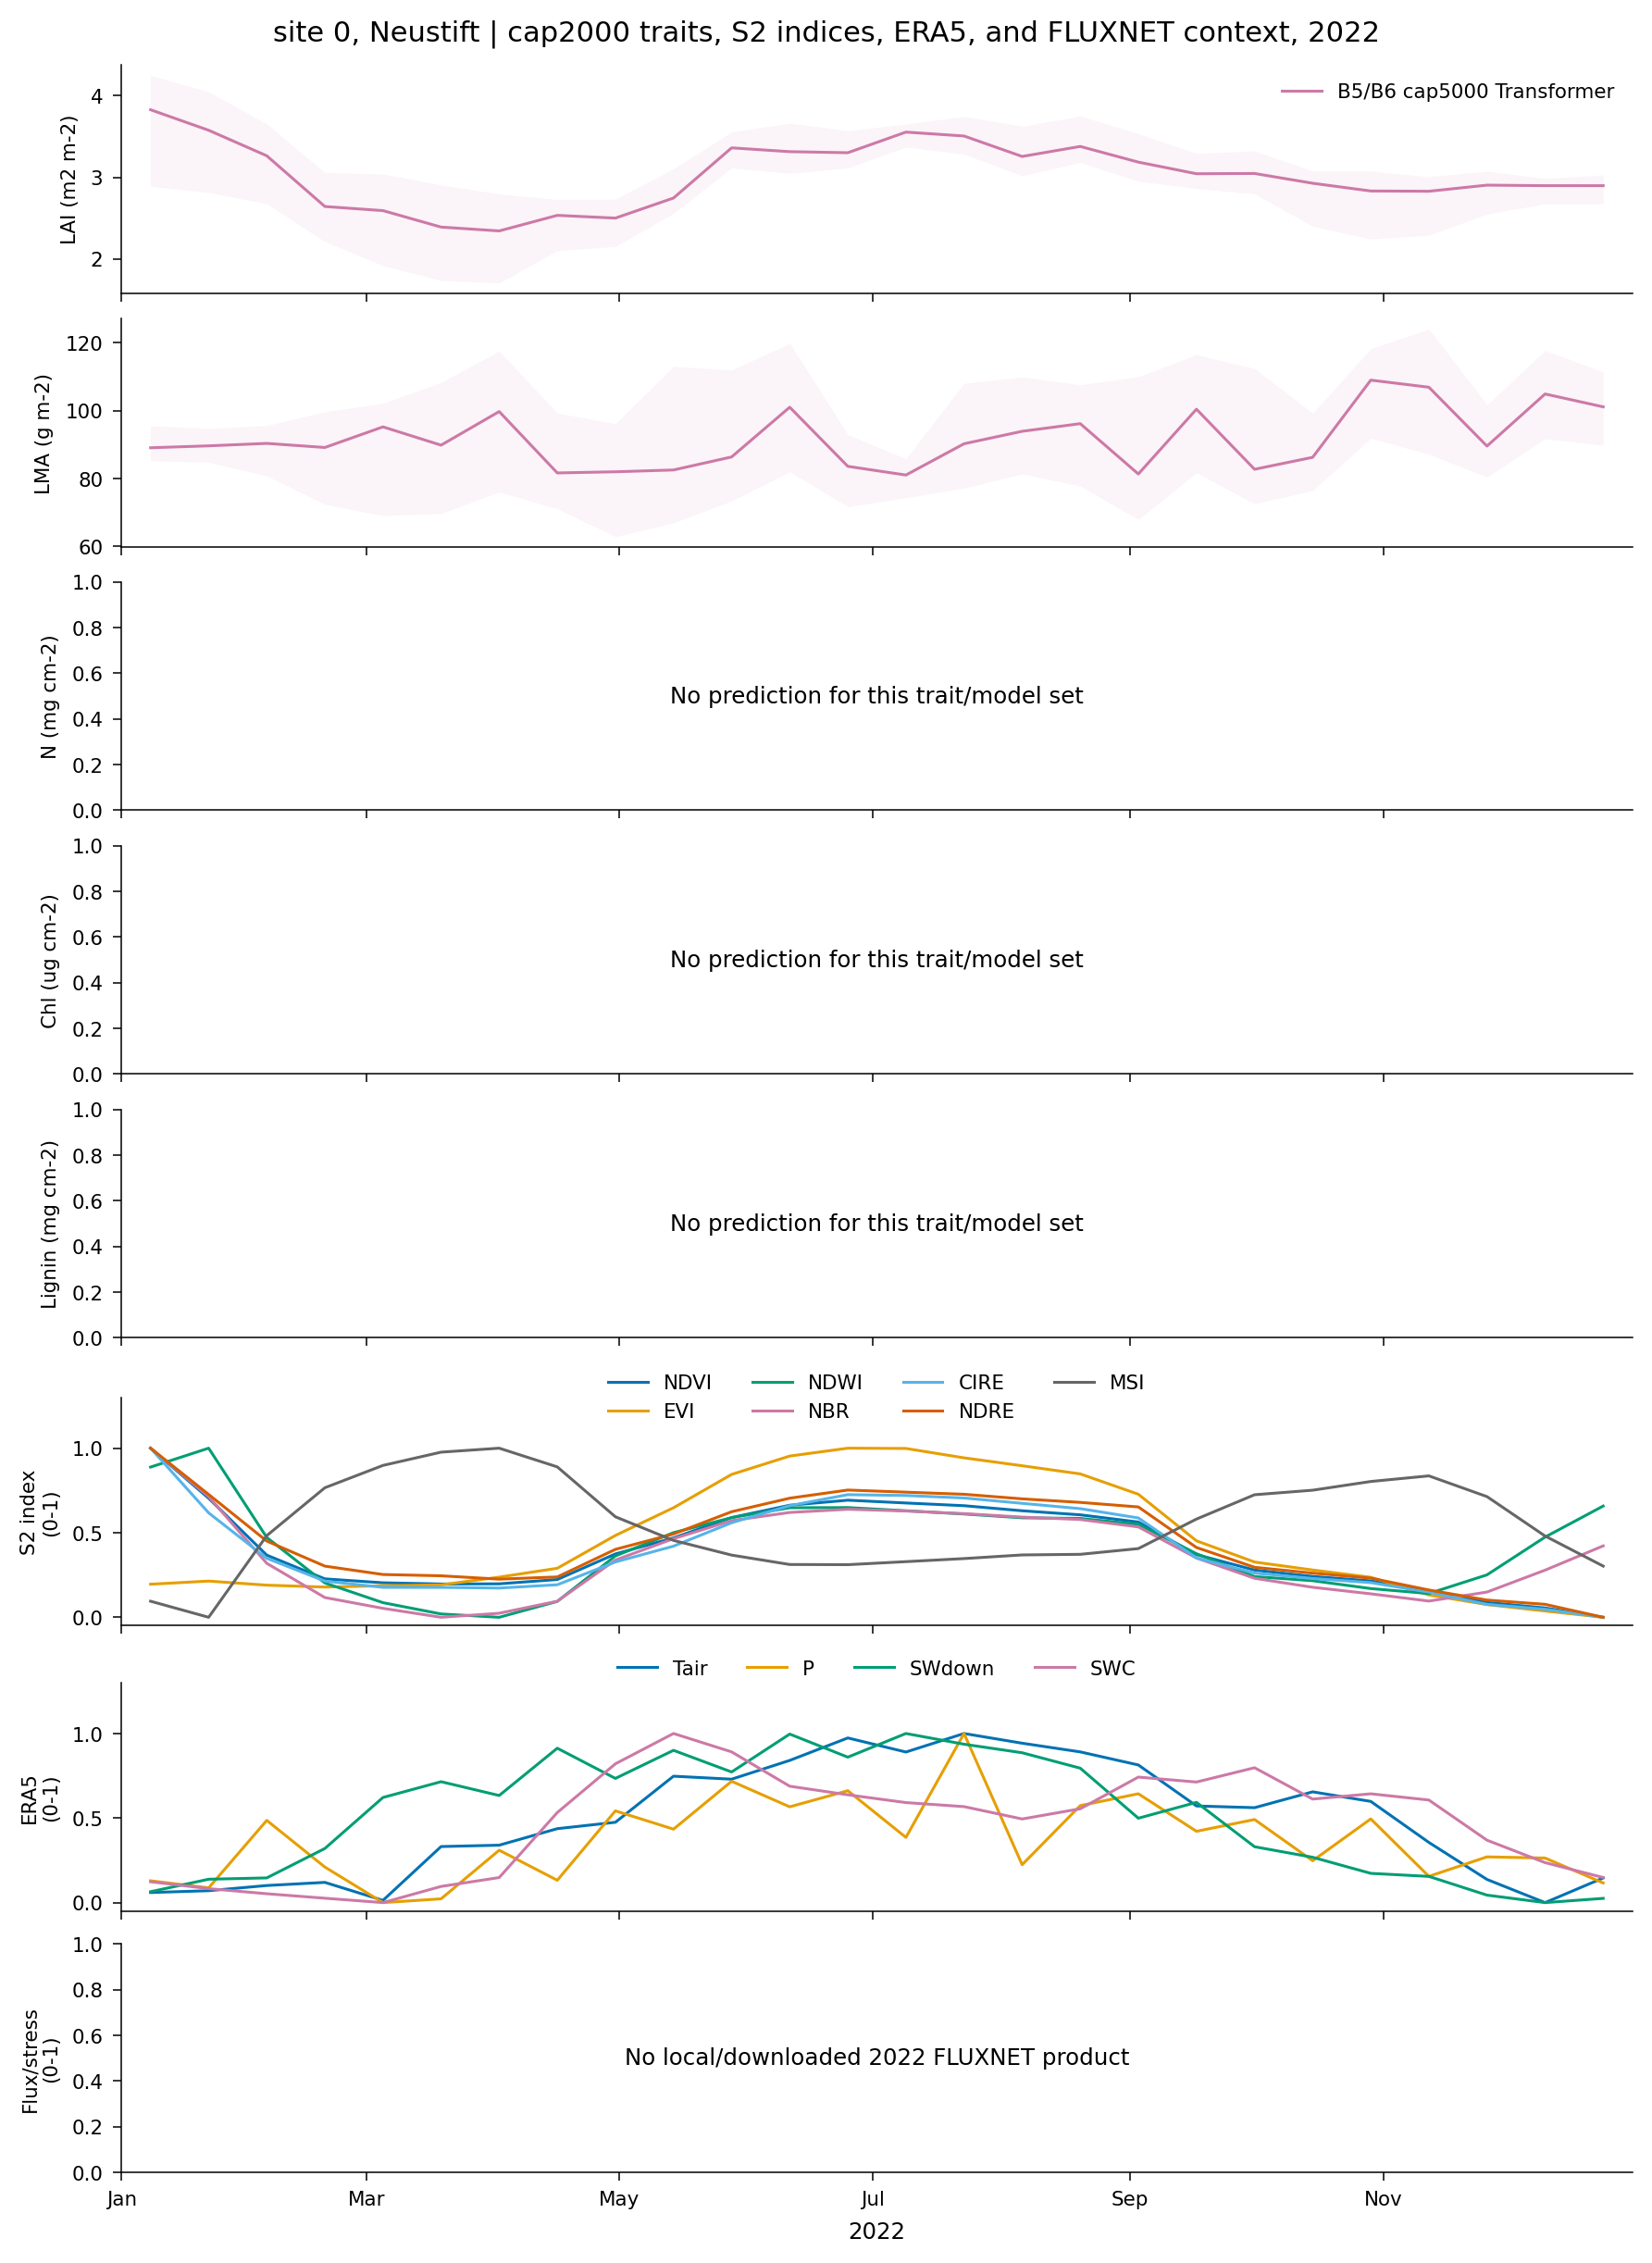 site 0, Neustift | cap2000 traits, S2 indices, ERA5, and FLUXNET context, 2022
B5/B6 cap5000 Transformer
LAI (m2 m-2)
4
3
2
LMA (g m-2)
120
100
80
60
N (mg cm-2)
1.0
0.8
0.6
0.4
0.2
0.0
No prediction for this trait/model set
Chl (ug cm-2)
1.0
0.8
0.6
0.4
0.2
0.0
No prediction for this trait/model set
Lignin (mg cm-2)
1.0
0.8
0.6
0.4
0.2
0.0
No prediction for this trait/model set
NDVI NDWI CIRE MSI
EVI NBR NDRE
S2 index
(0-1)
1.0
0.5
0.0
Tair P SWdown SWC
ERA5
(0-1)
1.0
0.5
0.0
Flux/stress
(0-1)
1.0
0.8
0.6
0.4
0.2
0.0
No local/downloaded 2022 FLUXNET product
Jan Mar May Jul Sep Nov
2022